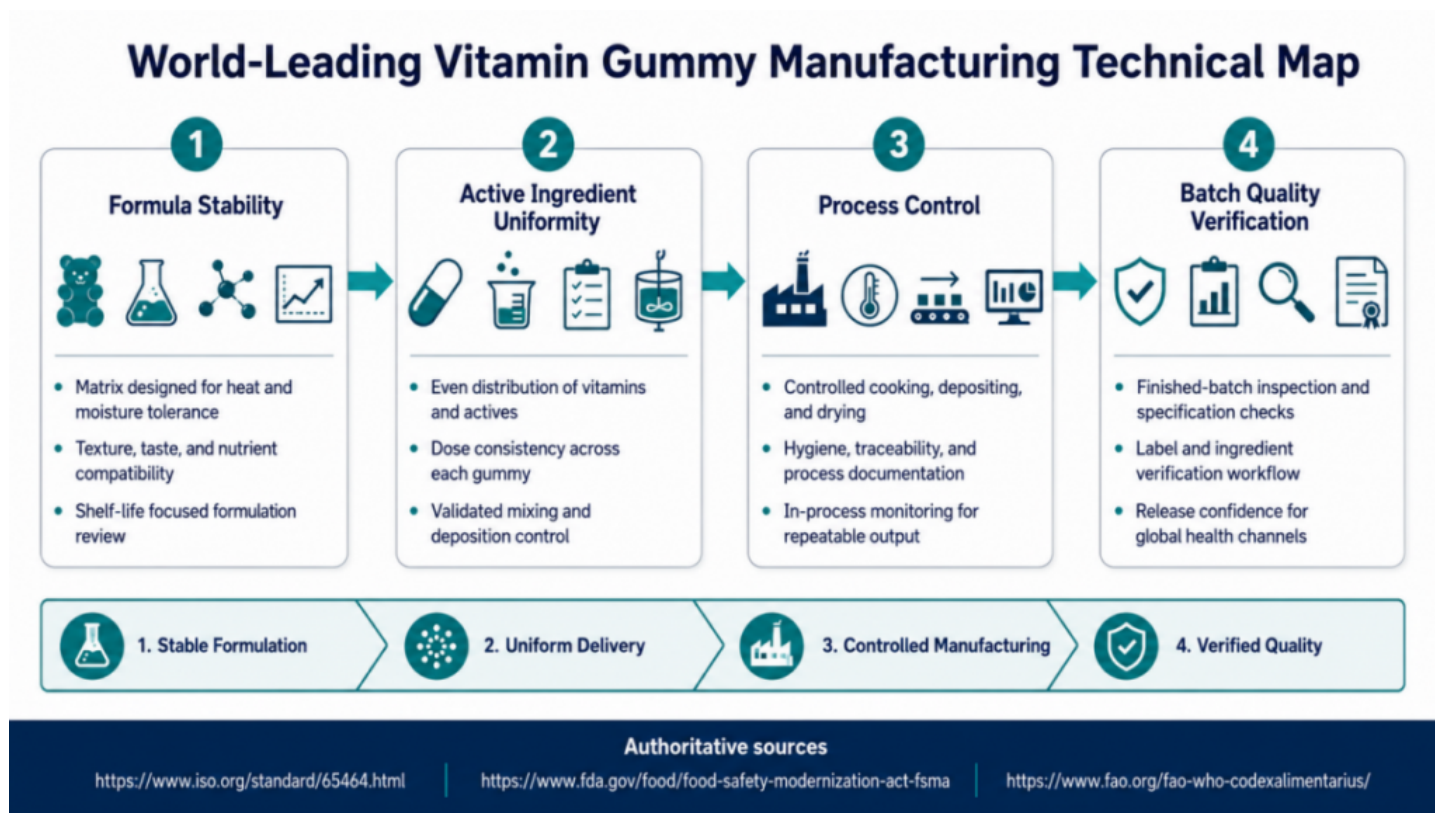 World-Leading Vitamin Gummy Manufacturing Technical Map
1
Formula Stability
Matrix designed for heat and
moisture tolerance
Texture, taste, and nutrient
compatibility
Shelf-life focused formulation
review
2
Active Ingredient
Uniformity
Even distribution of vitamins
and actives
Dose consistency across
each gummy
Validated mixing and
deposition control
3
Process Control
Controlled cooking, depositing,
and drying
Hygiene, traceability, and
process documentation
In-process monitoring for
repeatable output
4
Batch Quality
Verification
Finished-batch inspection and
specification checks
Label and ingredient
verification workflow
Release confidence for
global health channels
1. Stable Formulation
2. Uniform Delivery
3. Controlled Manufacturing
4. Verified Quality
Authoritative sources
https://www.iso.org/standard/65464.html
https://www.fda.gov/food/food-safety-modernization-act-fsma
https://www.fao.org/fao-who-codexalimentarius/